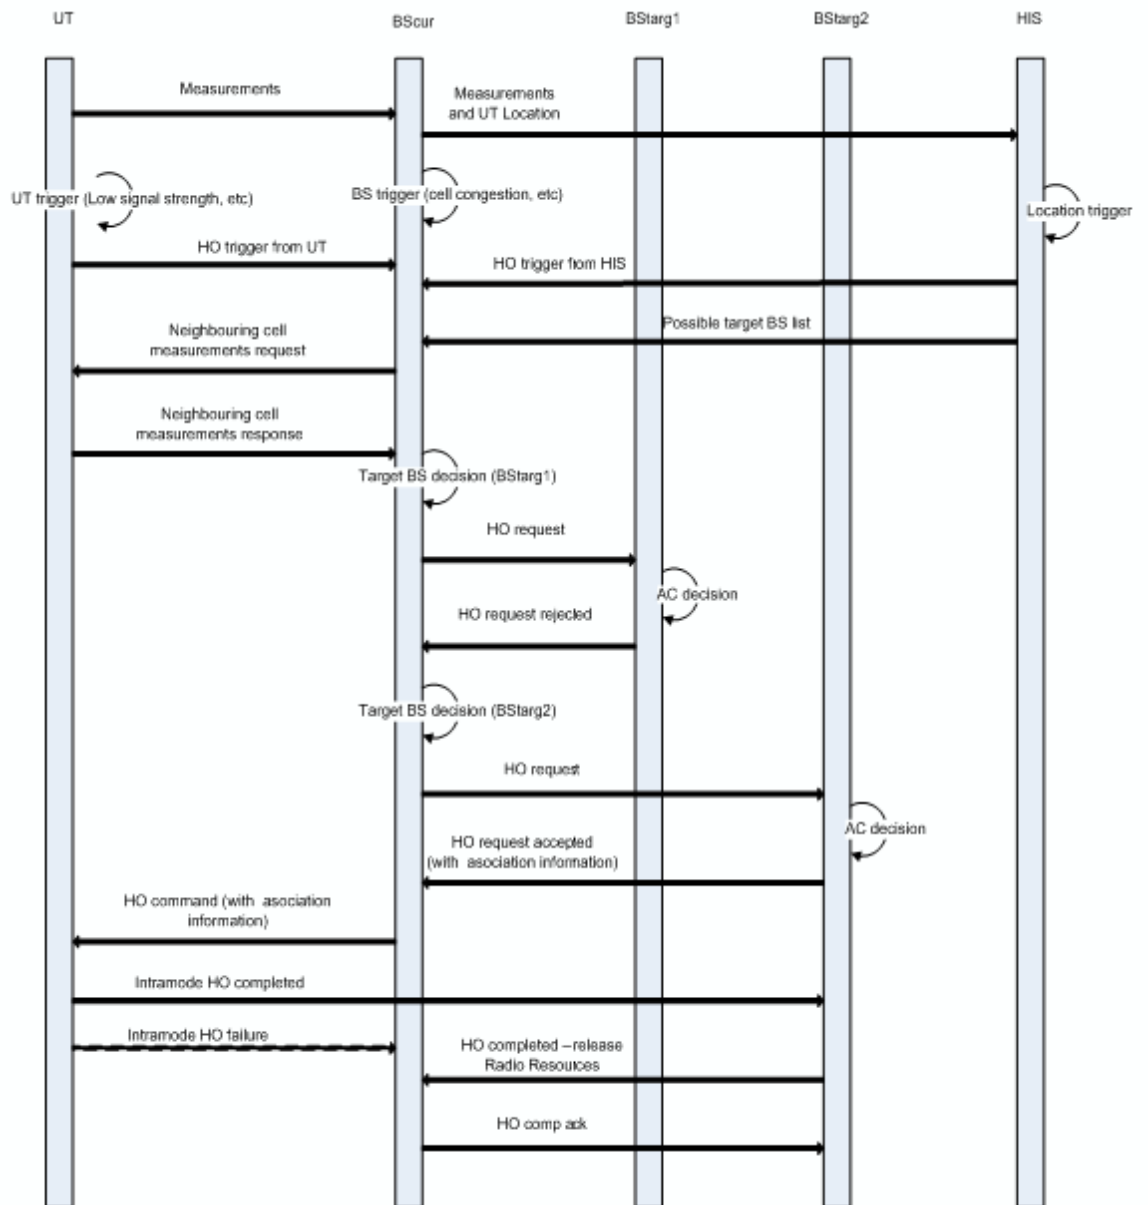 UT
BScur
BStarg1
BStarg2
HIS
Measurements
Measurements
and UT Location
UT trigger (Low signal strength, etc)
BS trigger (cell congestion, etc)
Location trigger
HO trigger from UT
HO trigger from HIS
Possible target BS list
Neighbouring cell
measurements request
Neighbouring cell
measurements response
Target BS decision (BStarg1)
HO request
AC decision
HO request rejected
Target BS decision (BStarg2)
HO request
AC decision
HO request accepted
(with asociation information)
HO command (with asociation
information)
Intramode HO completed
Intramode HO failure
HO completed –release
Radio Resources
HO comp ack